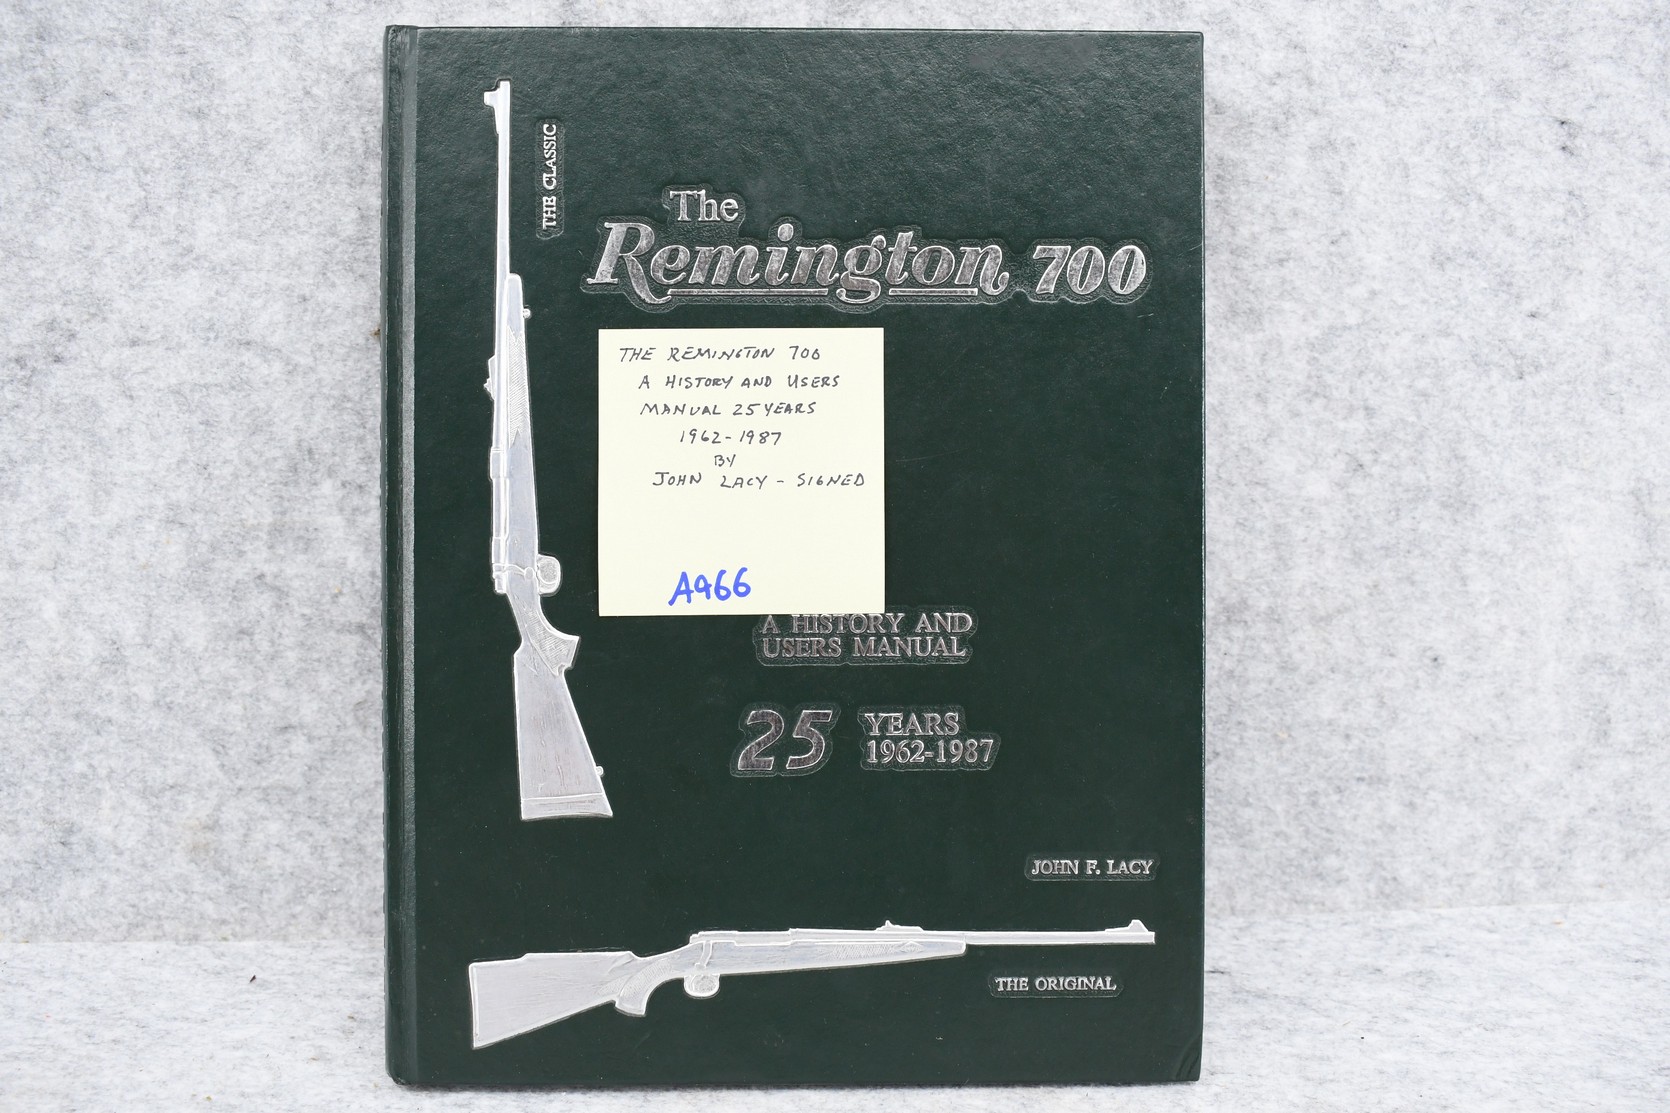 THE CLASSIC
The
Remington 700
THE REMINGTON 700
A HISTORY AND USERS
MANUAL 25 YEARS
1962-1987
BY
JOHN LACY - SIGNED
A966
A HISTORY AND
USERS MANUAL
25 YEARS
1962-1987
JOHN F. LACY
THE ORIGINAL